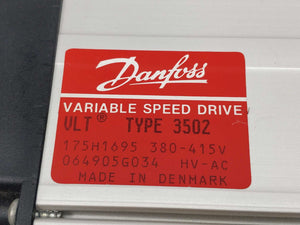 Danfoss
VARIABLE SPEED DRIVE
VLT® TYPE 3502
175H1695 380-415V
064905G034 HV-AC
MADE IN DENMARK